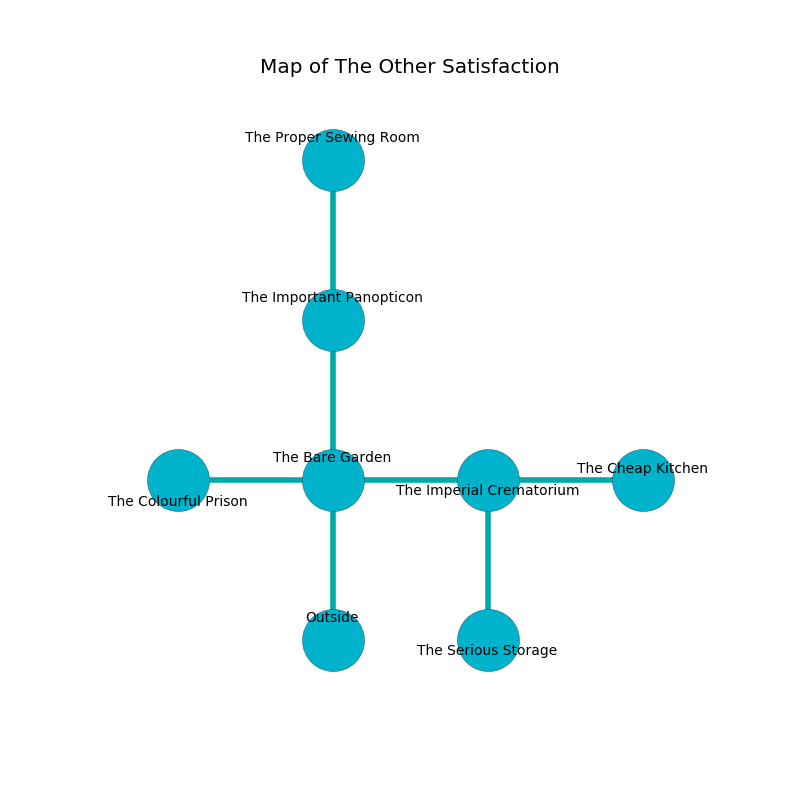 Map of The Other Satisfaction
The Proper Sewing Room
The Important Panopticon
The Bare Garden
The Cheap Kitchen
The Imperial Crematorium
The Colourful Prison
Outside
The Serious Storage